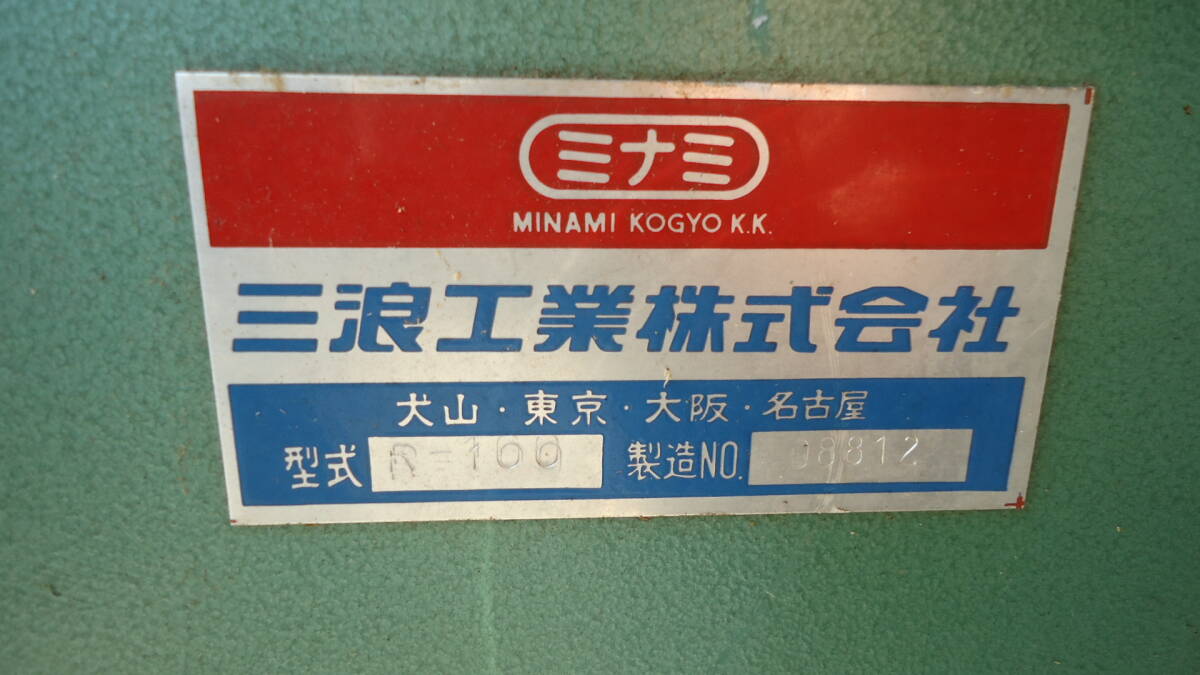 ミナミ
MINAMI KOGYO K.K.
三浪工業株式会社
犬山・東京・大阪・名古屋
型式 R-100 製造NO. 08812